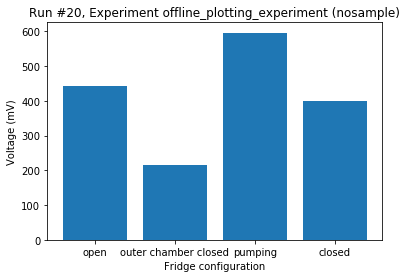 Run #20, Experiment offline_plotting_experiment (nosample)
600
500
400
300
200
100
0
Voltage (mV)
open outer chamber closed pumping closed
Fridge configuration